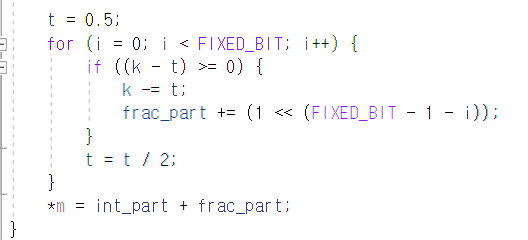 t = 0.5;
for (i = 0; i < FIXED_BIT; i++) {
if ((k - t) >= 0) {
k -= t;
frac_part += (1 << (FIXED_BIT - 1 - i));
}
t = t / 2;
}
*m = int_part + frac_part;
}